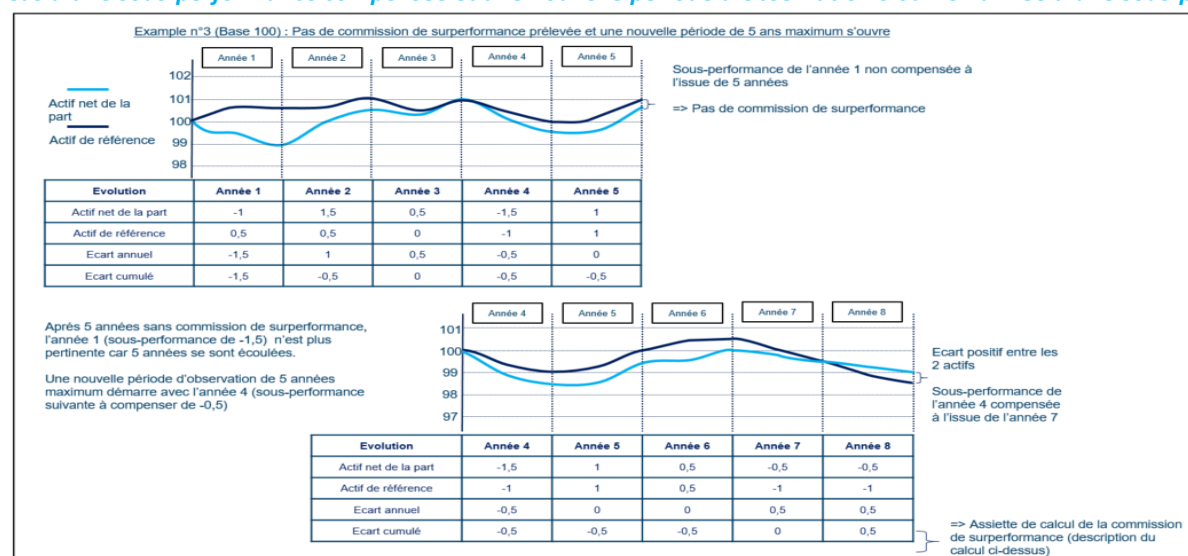 Example n°3 (Base 100) : Pas de commission de surperformance prélevée et une nouvelle période de 5 ans maximum s'ouvre
Année 1 Année 2 Année 3 Année 4 Année 5
102
101
100
99
98
Actif net de la
part
Actif de référence
Sous-performance de l'année 1 non compensée à
l'issue de 5 années
=> Pas de commission de surperformance
Evolution Année 1 Année 2 Année 3 Année 4 Année 5
Actif net de la part -1 1,5 0,5 -1,5 1
Actif de référence 0,5 0,5 0 -1 1
Ecart annuel -1,5 1 0,5 -0,5 0
Ecart cumulé -1,5 -0,5 0 -0,5 -0,5
Après 5 années sans commission de surperformance,
l'année 1 (sous-performance de -1,5) n'est plus
pertinente car 5 années se sont écoulées.
Une nouvelle période d'observation de 5 années
maximum démarre avec l'année 4 (sous-performance
suivante à compenser de -0,5)
Année 4 Année 5 Année 6 Année 7 Année 8
101
100
99
98
97
Ecart positif entre les
2 actifs
Sous-performance de
l'année 4 compensée
à l'issue de l'année 7
Evolution Année 4 Année 5 Année 6 Année 7 Année 8
Actif net de la part -1,5 1 0,5 -0,5 -0,5
Actif de référence -1 1 0,5 -1 -1
Ecart annuel -0,5 0 0 0,5 0,5
Ecart cumulé -0,5 -0,5 -0,5 0 0,5
=> Assiette de calcul de la commission
de surperformance (description du
calcul ci-dessus)